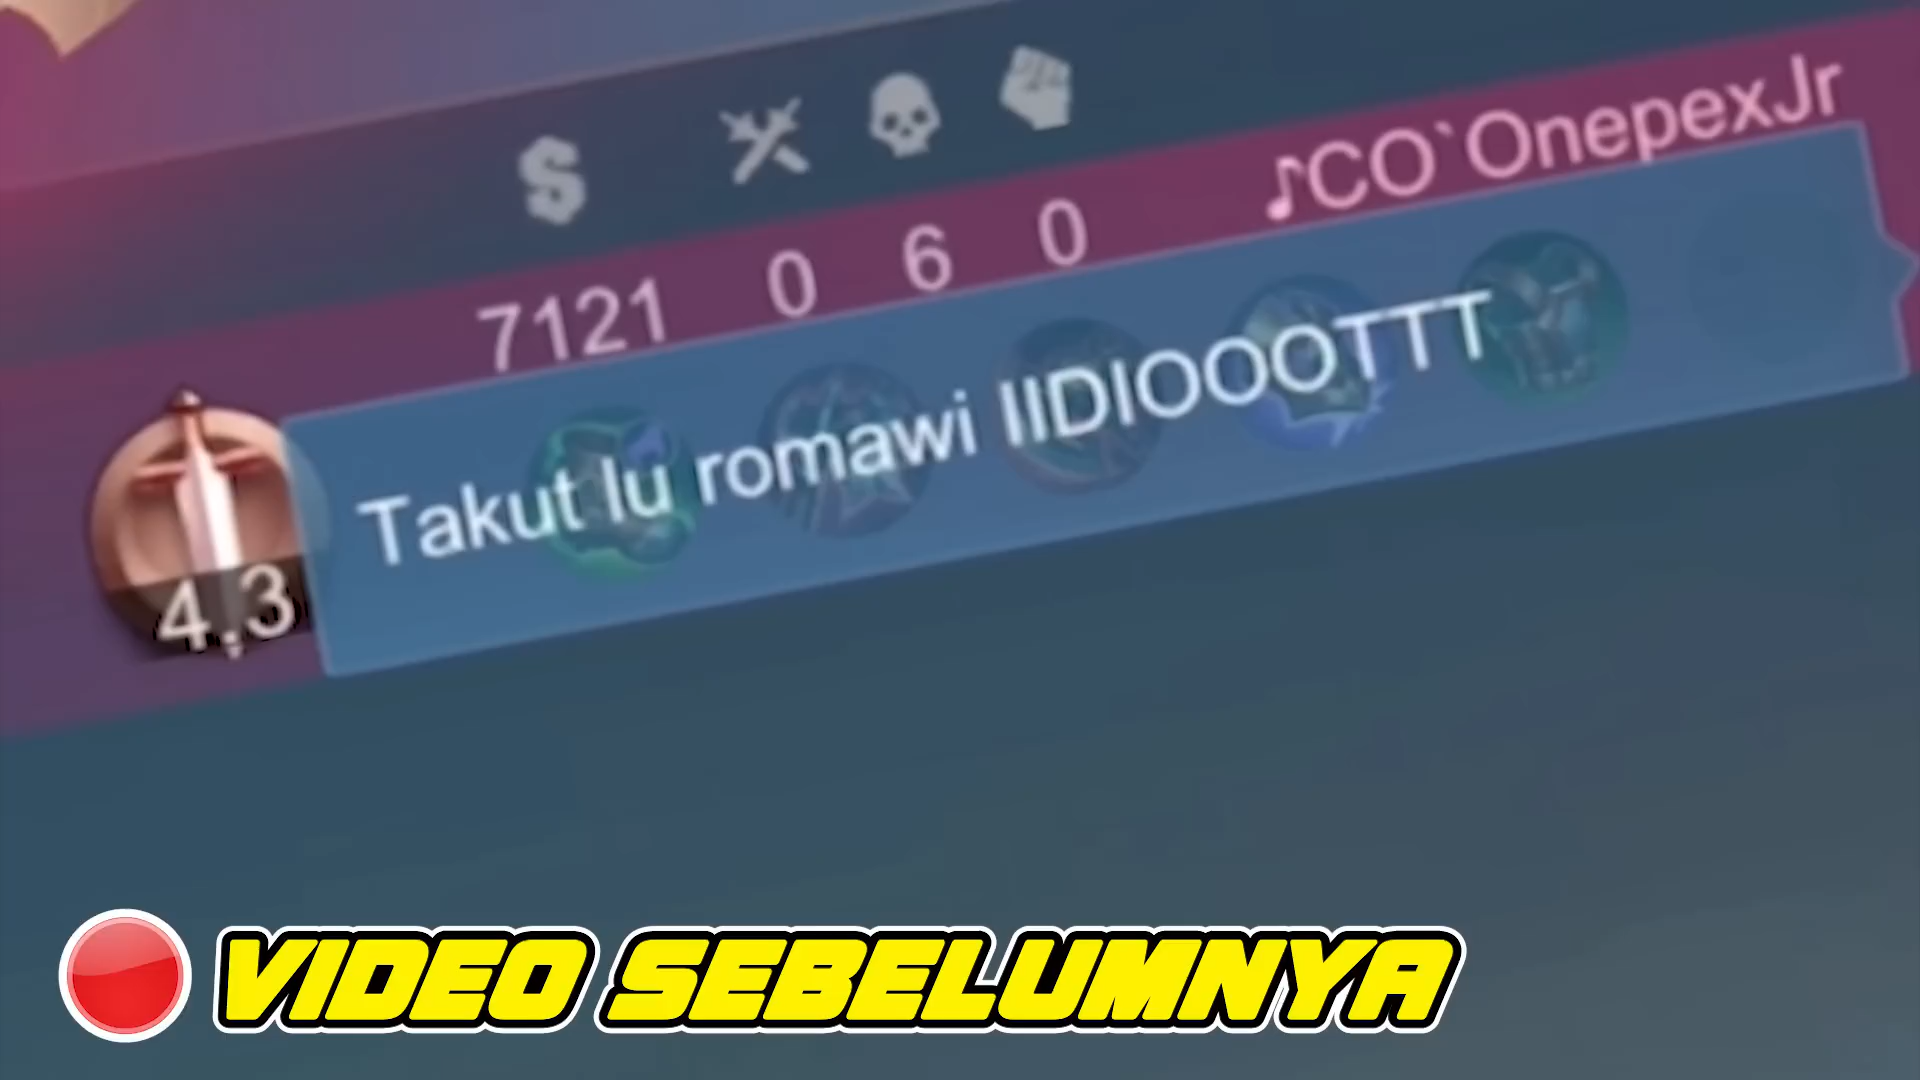 7121 0 6 0 ♪CO`OnepexJr
Takut lu romawi IIDIOOOTTT
4,3
VIDEO SEBELUMNYA